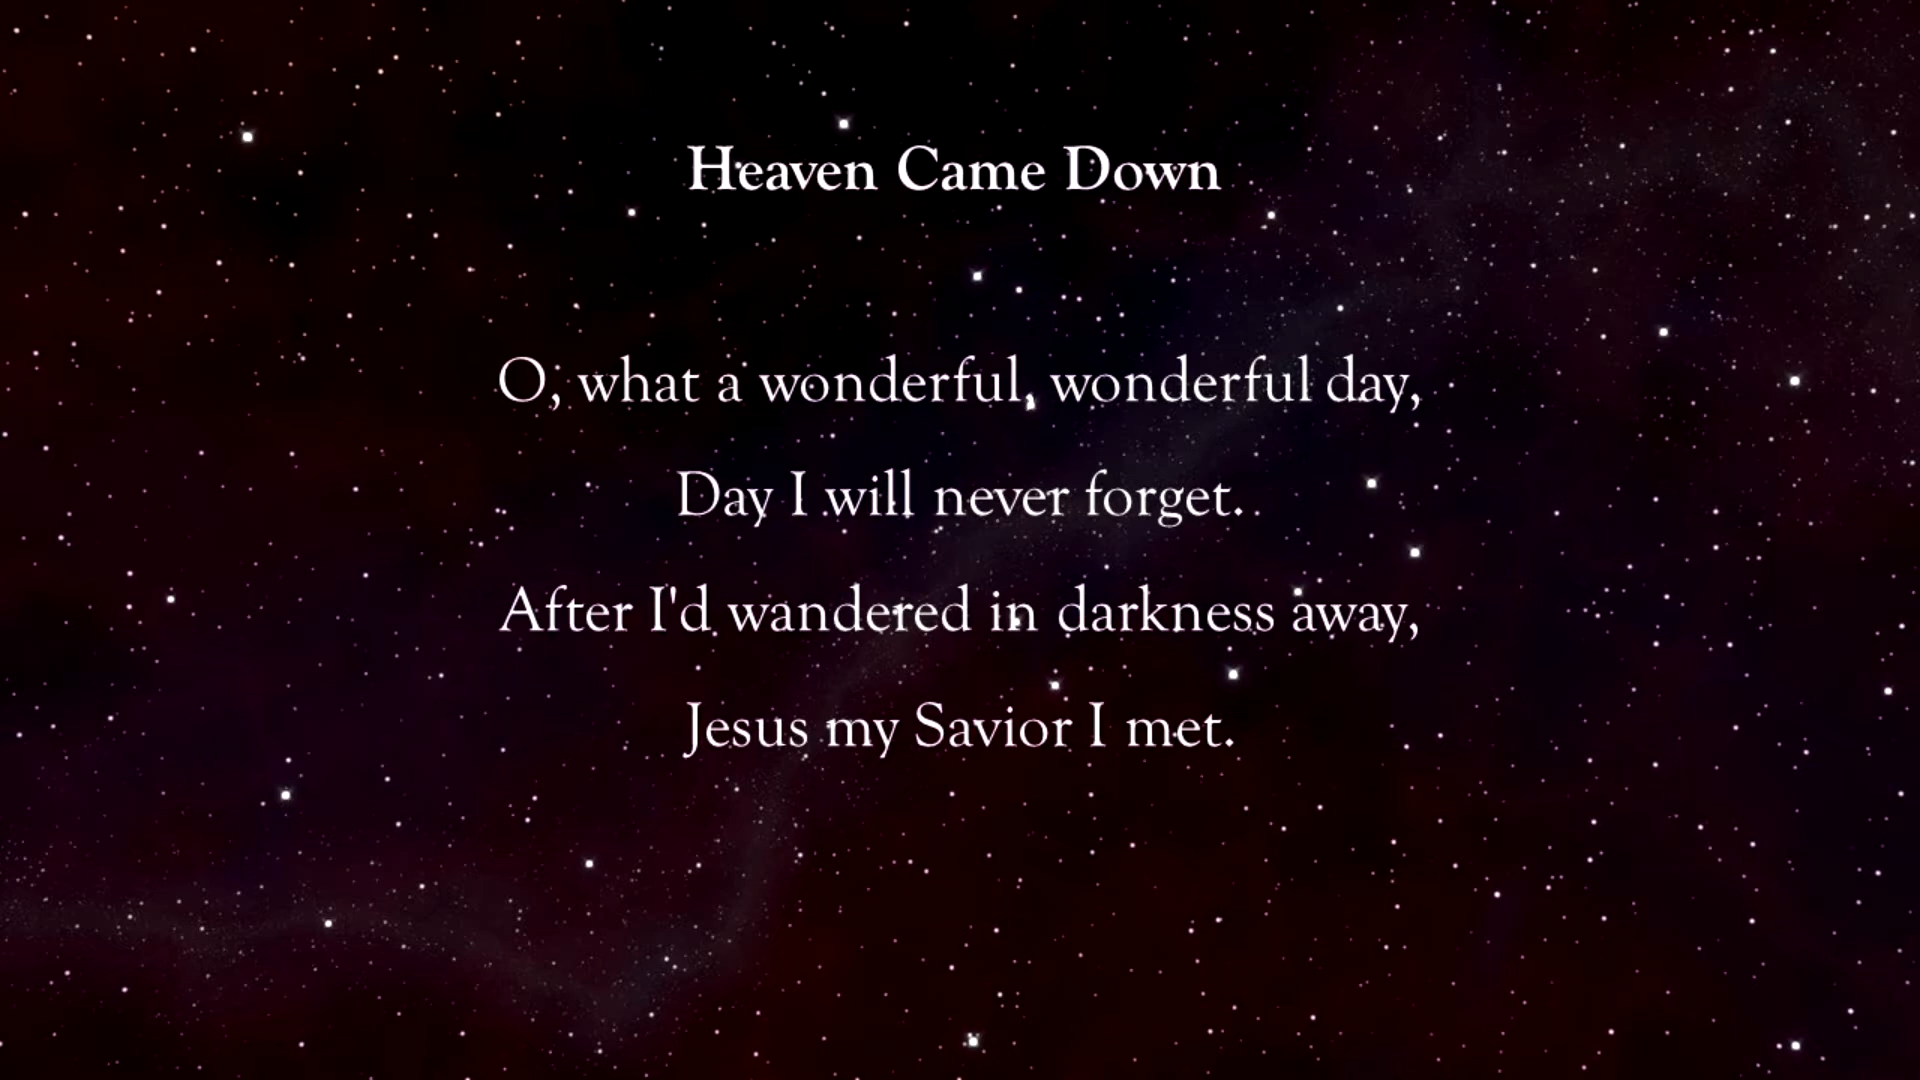 Heaven Came Down
O, what a wonderful, wonderful day,
Day I will never forget.
After I'd wandered in darkness away,
Jesus my Savior I met.